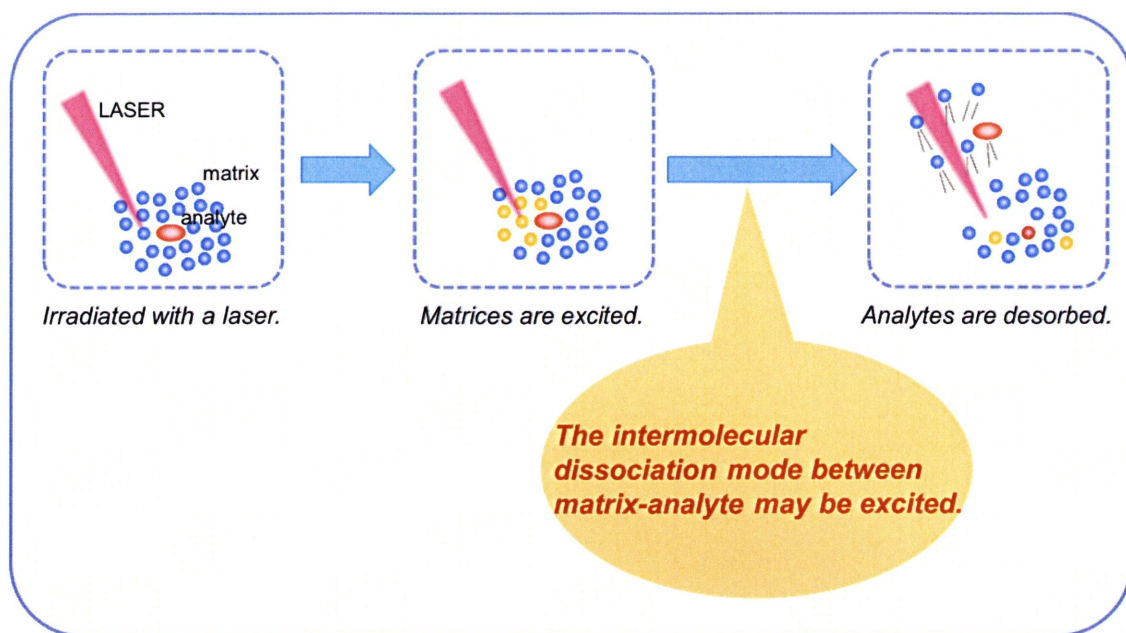 LASER
matrix
analyte
Irradiated with a laser.
Matrices are excited.
Analytes are desorbed.
The intermolecular
dissociation mode between
matrix-analyte may be excited.